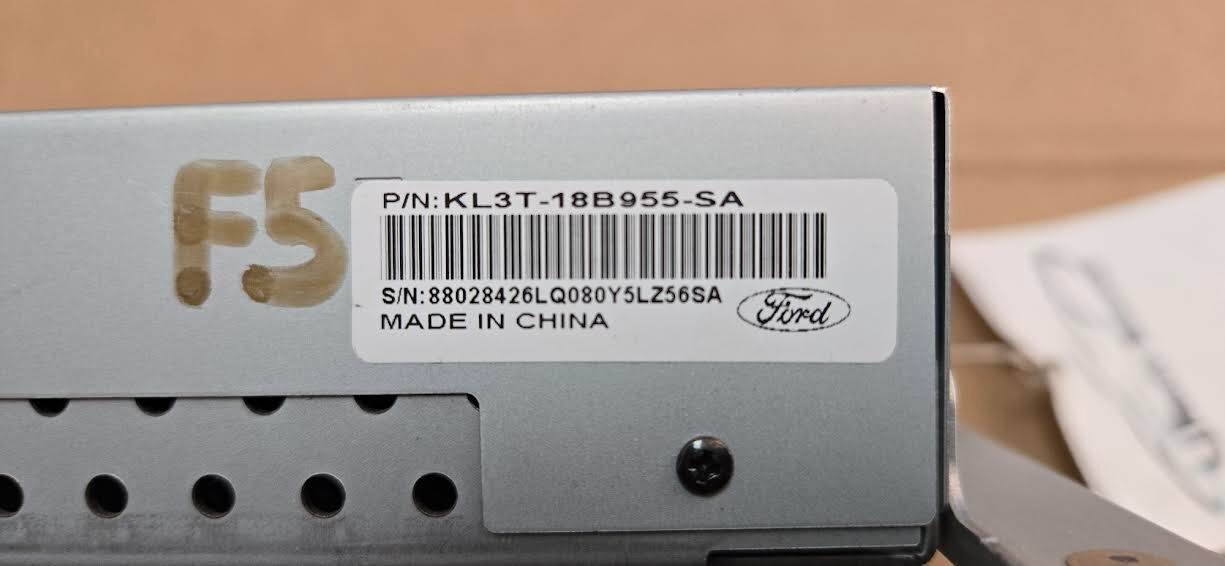 F5
P/N:KL3T-18B955-SA
S/N:88028426LQ080Y5LZ56SA
MADE IN CHINA
Ford